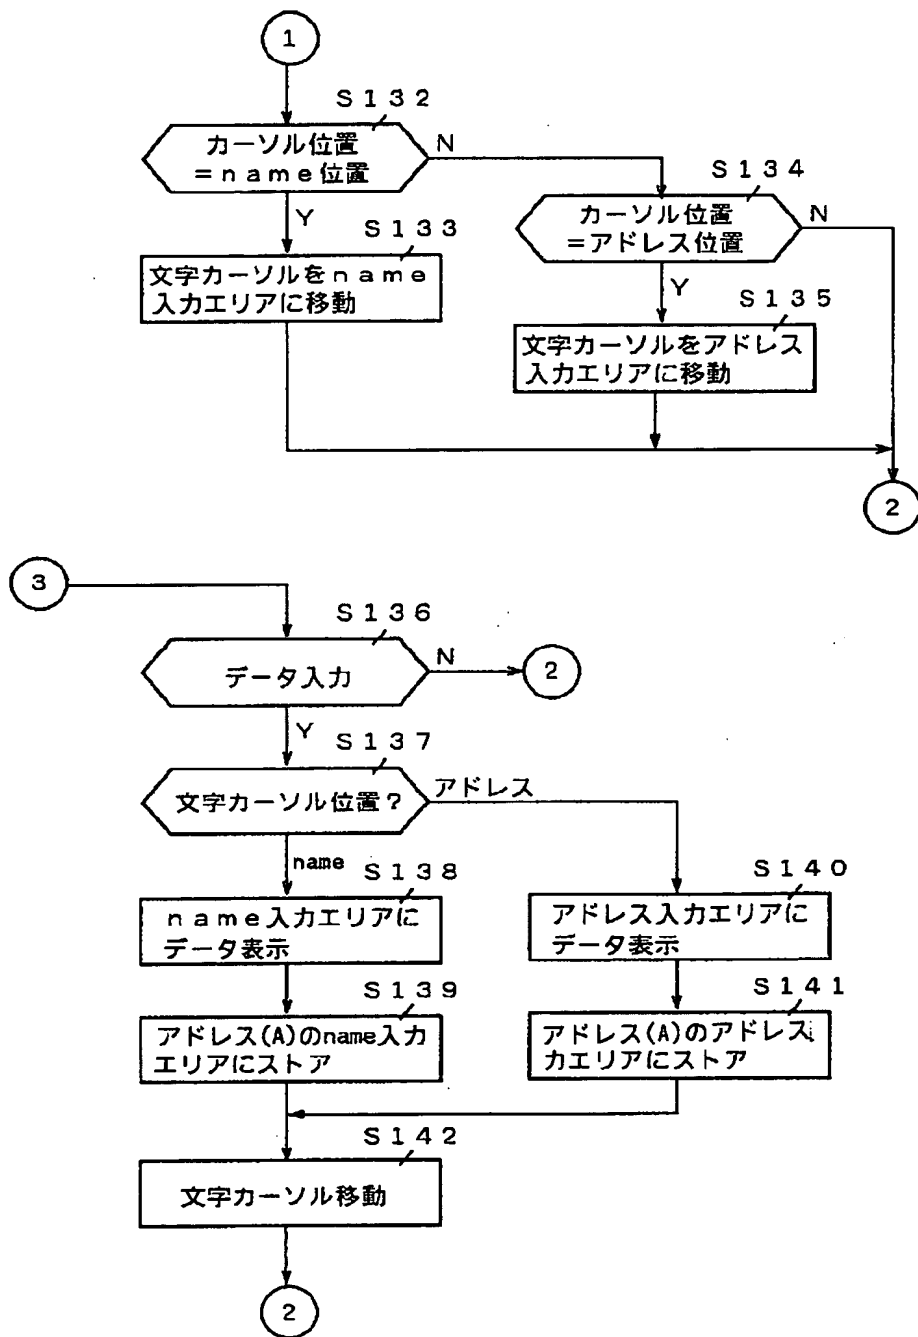 1
S132
カーソル位置
=name位置
N
Y
S134
カーソル位置
=アドレス位置
N
Y
S133
文字カーソルをname
入力エリアに移動
S135
文字カーソルをアドレス
入力エリアに移動
2
3
S136
データ入力
N
2
Y
S137
文字カーソル位置?
アドレス
name
S138
name入力エリアに
データ表示
S140
アドレス入力エリアに
データ表示
S139
アドレス(A)のname入力
エリアにストア
S141
アドレス(A)のアドレス
力エリアにストア
S142
文字カーソル移動
2